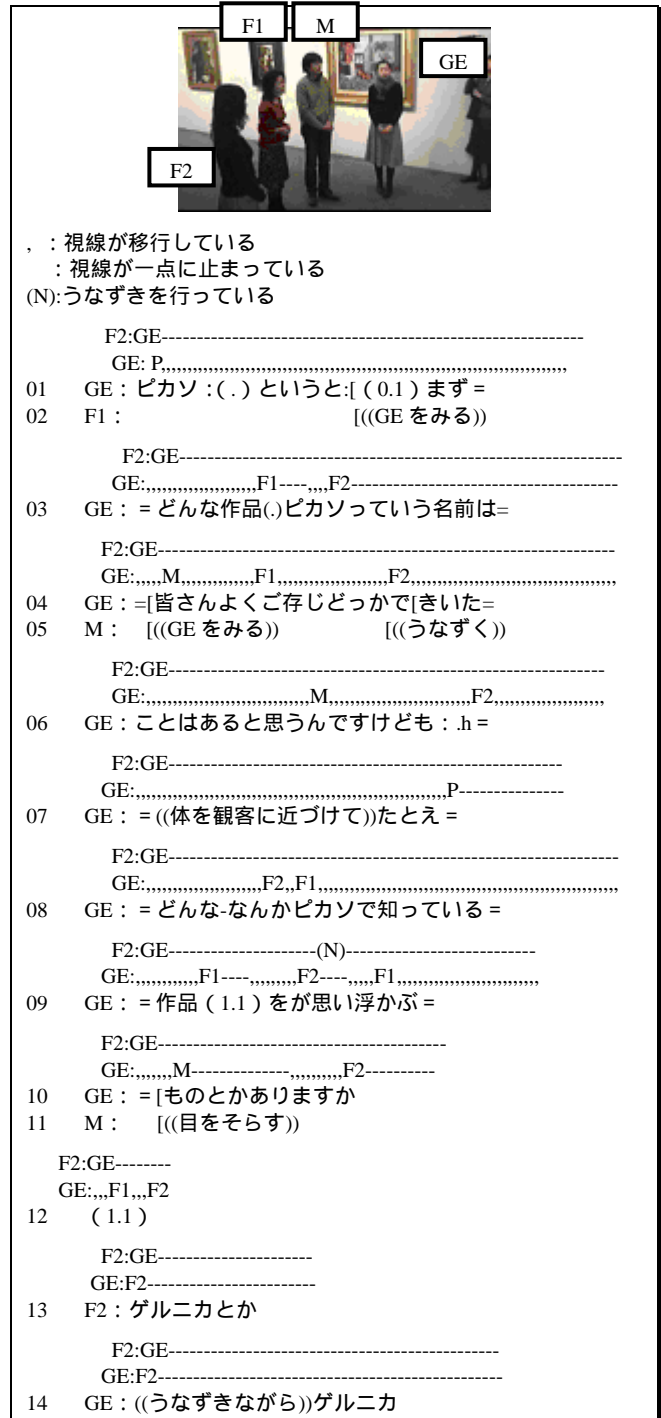 F1 M
GE
F2
, ：視線が移行している
：視線が一点に止まっている
(N):うなずきを行っている
F2:GE------------------------------------------------------------
GE: P,,,,,,,,,,,,,,,,,,,,,,,,,,,,,,,,,,,,,,,,,,,,,,,,,,,,,,,,,,,,,,,,,,,,,,,,,,,,,
01 GE：ピカソ：(．) というと:[（0.1）まず＝
02 F1： [((GE をみる))
F2:GE---------------------------------------------------------------
GE:,,,,,,,,,,,,,,,,,,,,,F1----,,,,F2--------------------------------------
03 GE：＝どんな作品(.)ピカソっていう名前は=
F2:GE-----------------------------------------------------------------
GE:,,,,,M,,,,,,,,,,,,,,F1,,,,,,,,,,,,,,,,,,,,,F2,,,,,,,,,,,,,,,,,,,,,,,,,,,,,,,,,,,,,,,
04 GE：=[皆さんよくご存じどっかで[きいた=
05 M： [((GE をみる)) [((うなずく))
F2:GE--------------------------------------------------------------
GE:,,,,,,,,,,,,,,,,,,,,,,,,,,,,,,,M,,,,,,,,,,,,,,,,,,,,,,,,,,,F2,,,,,,,,,,,,,,,,,,,,,
06 GE：ことはあると思うんですけども：.h＝
F2:GE--------------------------------------------------------
GE:,,,,,,,,,,,,,,,,,,,,,,,,,,,,,,,,,,,,,,,,,,,,,,,,,,,,,,,,,,,P---------------
07 GE：＝((体を観客に近づけて))たとえ＝
F2:GE----------------------------------------------------------------
GE:,,,,,,,,,,,,,,,,,,,,,,F2,,F1,,,,,,,,,,,,,,,,,,,,,,,,,,,,,,,,,,,,,,,,,,,,,,,,,,,,,,,,,
08 GE：＝どんな-なんかピカソで知っている＝
F2:GE---------------------(N)---------------------------
GE:,,,,,,,,,,,,F1----,,,,,,,,,F2----,,,,,F1,,,,,,,,,,,,,,,,,,,,,,,,,,,
09 GE：＝作品（1.1）をが思い浮かぶ＝
F2:GE-----------------------------------------
GE:,,,,,,,M--------------,,,,,,,,,,F2----------
10 GE：＝[ものとかありますか
11 M： [((目をそらす))
F2:GE--------
GE:,,,F1,,,F2
12 （1.1）
F2:GE----------------------
GE:F2------------------------
13 F2：ゲルニカとか
F2:GE-----------------------------------------------
GE:F2-------------------------------------------------
14 GE：((うなずきながら))ゲルニカ